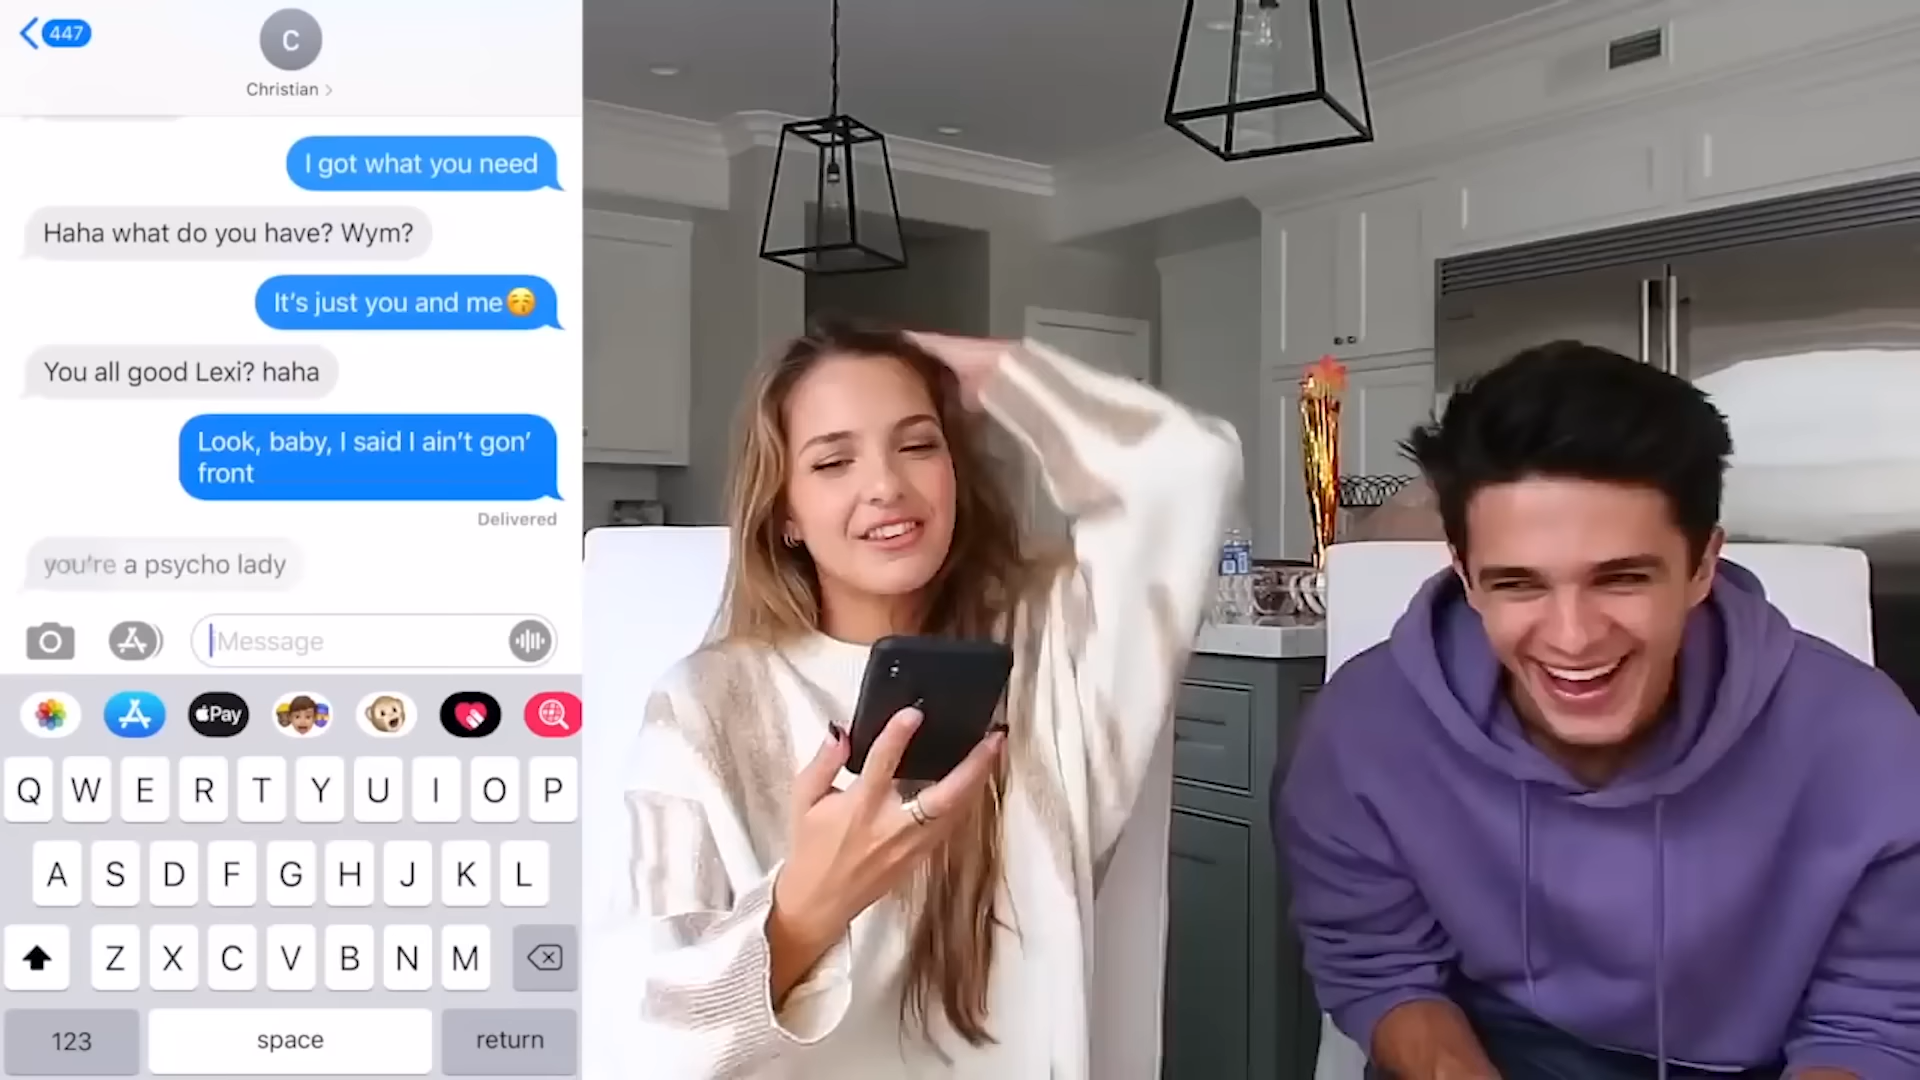 447
C
Christian
I got what you need
Haha what do you have? Wym?
It's just you and me
You all good Lexi? haha
Look, baby, I said I ain't gon'
front
Delivered
you're a psycho lady
iMessage
Pay
Q W E R T Y U I O P
A S D F G H J K L
Z X C V B N M
123 space return